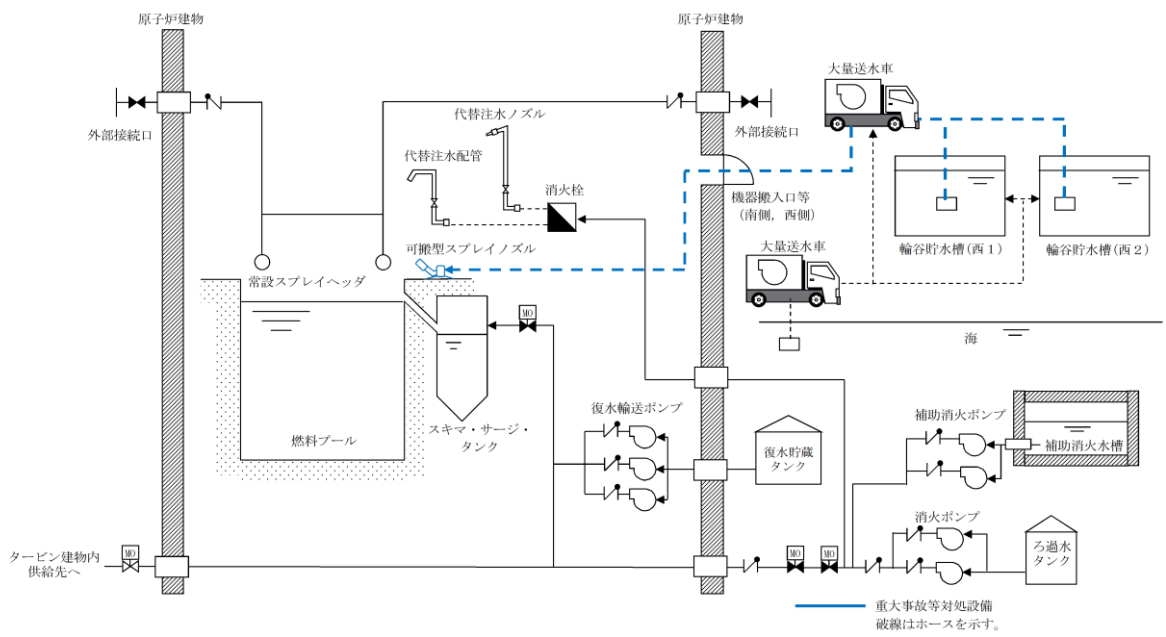 原子炉建物
原子炉建物
大量送水車
代替注水ノズル
外部接続口
外部接続口
代替注水配管
消火栓
機器搬入口等
(南側, 西側)
輪谷貯水槽(西1)
輪谷貯水槽(西2)
可搬型スプレイノズル
大量送水車
常設スプレイヘッダ
MO
海
復水輸送ポンプ
補助消火ポンプ
燃料プール
スキマ・サージ・
タンク
復水貯蔵
タンク
補助消火水槽
消火ポンプ
タービン建物内
供給先へ
MO
MO
MO
ろ過水
タンク
重大事故等対処設備
破線はホースを示す。